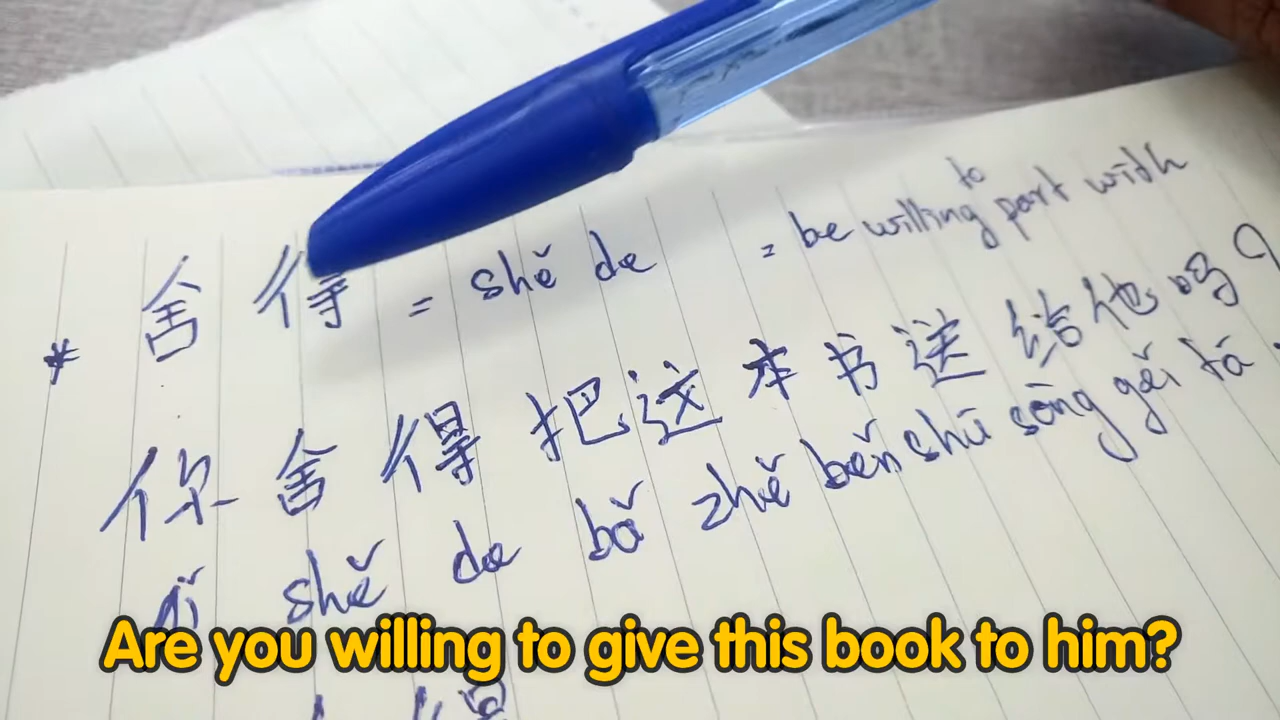 * 舍得 = shě de = be willing to part with
你舍得把这本书送给他吗?
nǐ shě de bǎ zhě běn shū sōng gěi tā
Are you willing to give this book to him?